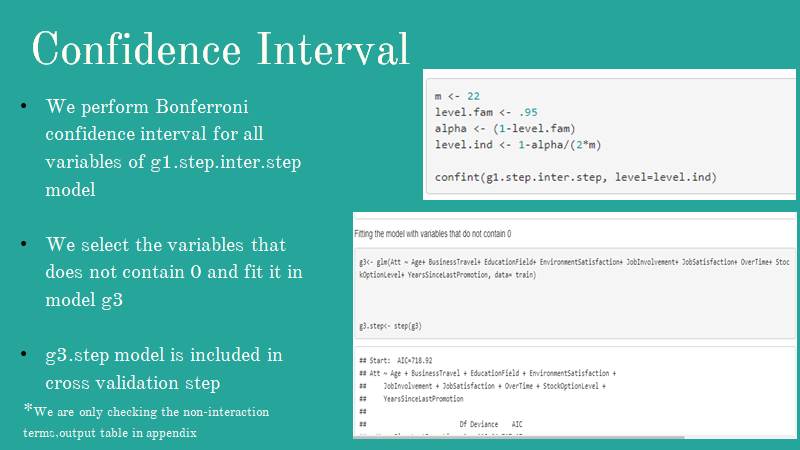 Confidence Interval
We perform Bonferroni
confidence interval for all
variables of g1.step.inter.step
model
We select the variables that
does not contain 0 and fit it in
model g3
g3.step model is included in
cross validation step
*We are only checking the non-interaction
terms,output table in appendix
m <- 22
level.fam <- .95
alpha <- (1-level.fam)
level.ind <- 1-alpha/(2*m)
confint(g1.step.inter.step, level=level.ind)
Fitting the model with variables that do not contain 0
g3<- glm(Att ~ Age+ BusinessTravel+ EducationField+ EnvironmentSatisfaction+ JobInvolvement+ JobSatisfaction+ OverTime+ Stoc
kOptionLevel+ YearsSinceLastPromotion, data= train)
g3.step<- step(g3)
## Start:  AIC=718.92
## Att ~ Age + BusinessTravel + EducationField + EnvironmentSatisfaction +
##     JobInvolvement + JobSatisfaction + OverTime + StockOptionLevel +
##     YearsSinceLastPromotion
##
##                           Df Deviance    AIC